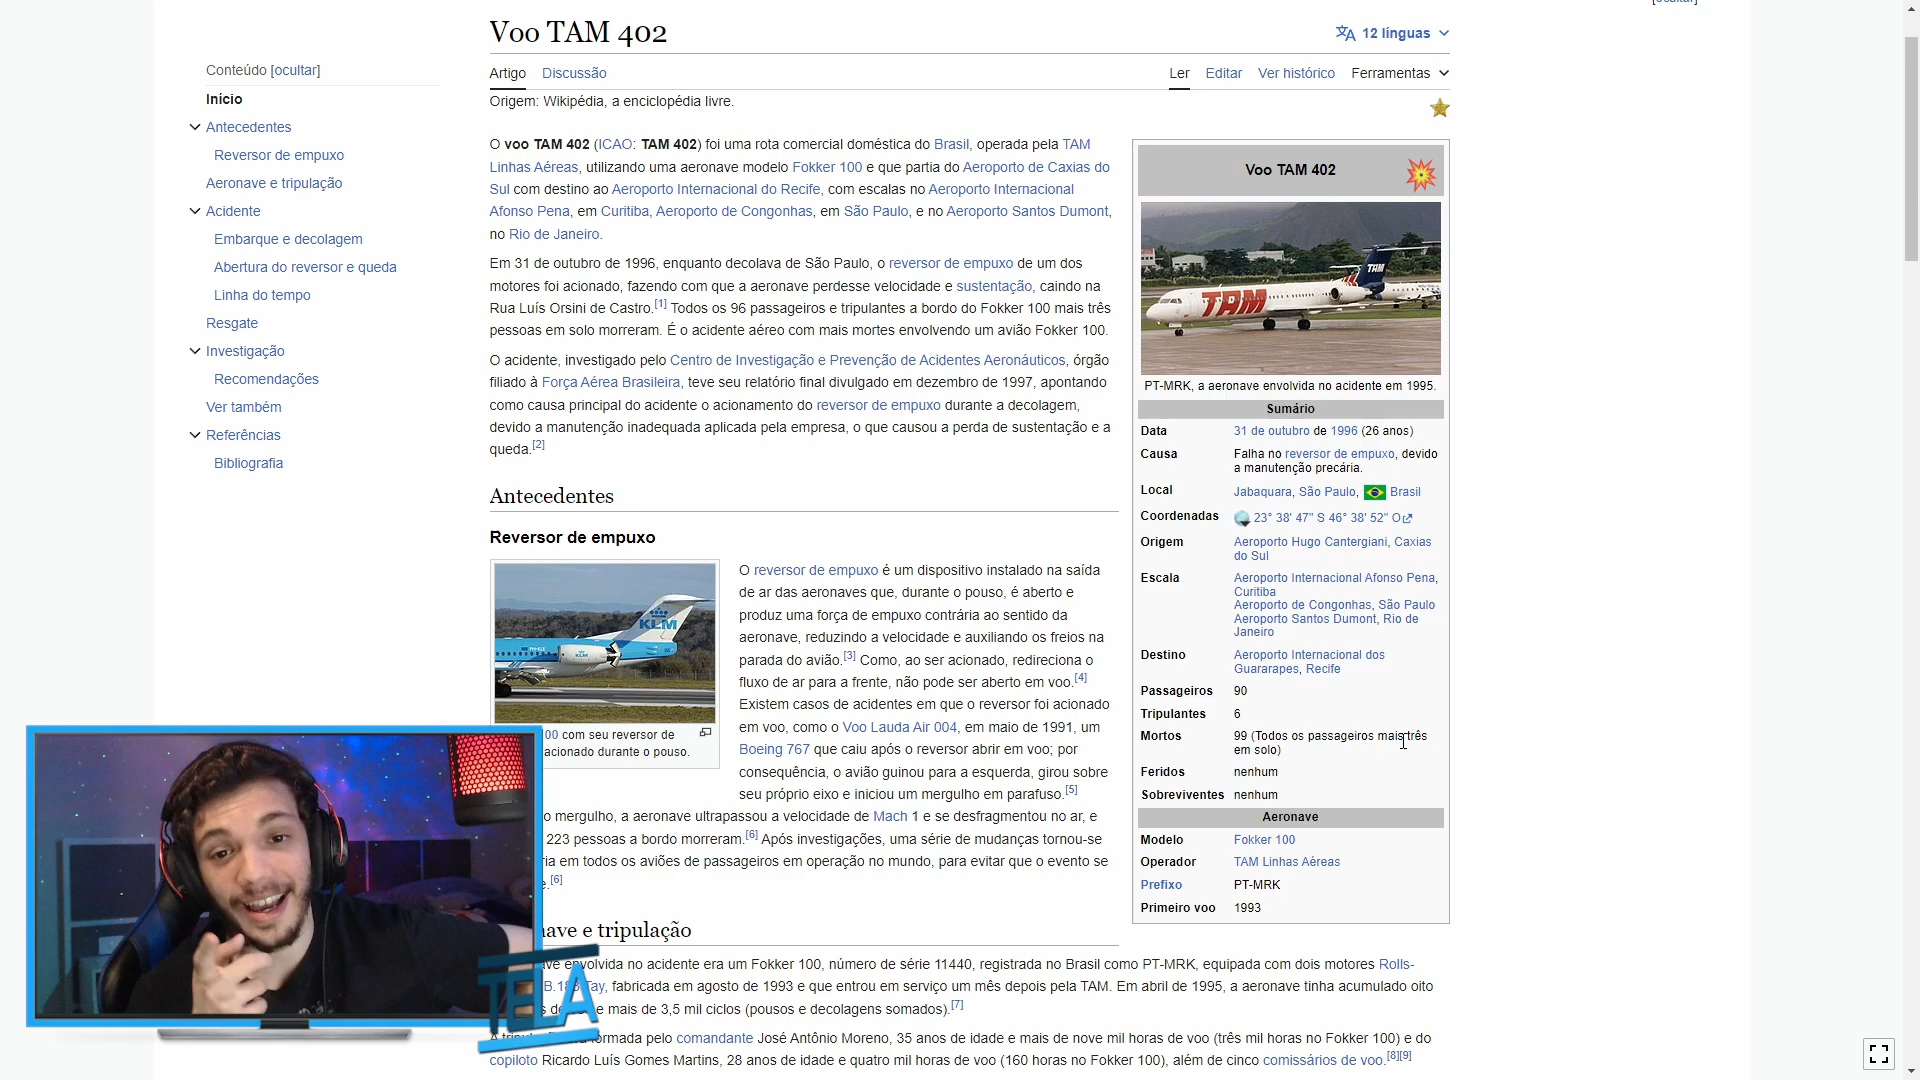 [ocultar]
Voo TAM 402
12 línguas
Conteúdo [ocultar]
Início
Antecedentes
Reversor de empuxo
Aeronave e tripulação
Acidente
Embarque e decolagem
Abertura do reversor e queda
Linha do tempo
Resgate
Investigação
Recomendações
Ver também
Referências
Bibliografia
Artigo Discussão
Ler Editar Ver histórico Ferramentas
Origem: Wikipédia, a enciclopédia livre.
O voo TAM 402 (ICAO: TAM 402) foi uma rota comercial doméstica do Brasil, operada pela TAM
Linhas Aéreas, utilizando uma aeronave modelo Fokker 100 e que partia do Aeroporto de Caxias do
Sul com destino ao Aeroporto Internacional do Recife, com escalas no Aeroporto Internacional
Afonso Pena, em Curitiba, Aeroporto de Congonhas, em São Paulo, e no Aeroporto Santos Dumont,
no Rio de Janeiro.
Em 31 de outubro de 1996, enquanto decolava de São Paulo, o reversor de empuxo de um dos
motores foi acionado, fazendo com que a aeronave perdesse velocidade e sustentação, caindo na
Rua Luís Orsini de Castro.[1] Todos os 96 passageiros e tripulantes a bordo do Fokker 100 mais três
pessoas em solo morreram. É o acidente aéreo com mais mortes envolvendo um avião Fokker 100.
O acidente, investigado pelo Centro de Investigação e Prevenção de Acidentes Aeronáuticos, órgão
filiado à Força Aérea Brasileira, teve seu relatório final divulgado em dezembro de 1997, apontando
como causa principal do acidente o acionamento do reversor de empuxo durante a decolagem,
devido a manutenção inadequada aplicada pela empresa, o que causou a perda de sustentação e a
queda.[2]
Antecedentes
Reversor de empuxo
KLM
KLM
00 com seu reversor de
acionado durante o pouso.
O reversor de empuxo é um dispositivo instalado na saída
de ar das aeronaves que, durante o pouso, é aberto e
produz uma força de empuxo contrária ao sentido da
aeronave, reduzindo a velocidade e auxiliando os freios na
parada do avião.[3] Como, ao ser acionado, redireciona o
fluxo de ar para a frente, não pode ser aberto em voo.[4]
Existem casos de acidentes em que o reversor foi acionado
em voo, como o Voo Lauda Air 004, em maio de 1991, um
Boeing 767 que caiu após o reversor abrir em voo; por
consequência, o avião guinou para a esquerda, girou sobre
seu próprio eixo e iniciou um mergulho em parafuso.[5]
o mergulho, a aeronave ultrapassou a velocidade de Mach 1 e se desfragmentou no ar, e
223 pessoas a bordo morreram.[6] Após investigações, uma série de mudanças tornou-se
ria em todos os aviões de passageiros em operação no mundo, para evitar que o evento se
e.[6]
nave e tripulação
ave envolvida no acidente era um Fokker 100, número de série 11440, registrada no Brasil como PT-MRK, equipada com dois motores Rolls-
Tay, fabricada em agosto de 1993 e que entrou em serviço um mês depois pela TAM. Em abril de 1995, a aeronave tinha acumulado oito
mais de 3,5 mil ciclos (pousos e decolagens somados).[7]
formada pelo comandante José Antônio Moreno, 35 anos de idade e mais de nove mil horas de voo (três mil horas no Fokker 100) e do
copiloto Ricardo Luís Gomes Martins, 28 anos de idade e quatro mil horas de voo (160 horas no Fokker 100), além de cinco comissários de voo.[8][9]
TELA
Voo TAM 402
TAM
TAM
PT-MRK, a aeronave envolvida no acidente em 1995.
Sumário
Data 31 de outubro de 1996 (26 anos)
Causa Falha no reversor de empuxo, devido
a manutenção precária.
Local Jabaquara, São Paulo, Brasil
Coordenadas 23° 38' 47" S 46° 38' 52" O
Origem Aeroporto Hugo Cantergiani, Caxias
do Sul
Escala Aeroporto Internacional Afonso Pena,
Curitiba
Aeroporto de Congonhas, São Paulo
Aeroporto Santos Dumont, Rio de
Janeiro
Destino Aeroporto Internacional dos
Guararapes, Recife
Passageiros 90
Tripulantes 6
Mortos 99 (Todos os passageiros mais três
em solo)
Feridos nenhum
Sobreviventes nenhum
Aeronave
Modelo Fokker 100
Operador TAM Linhas Aéreas
Prefixo PT-MRK
Primeiro voo 1993